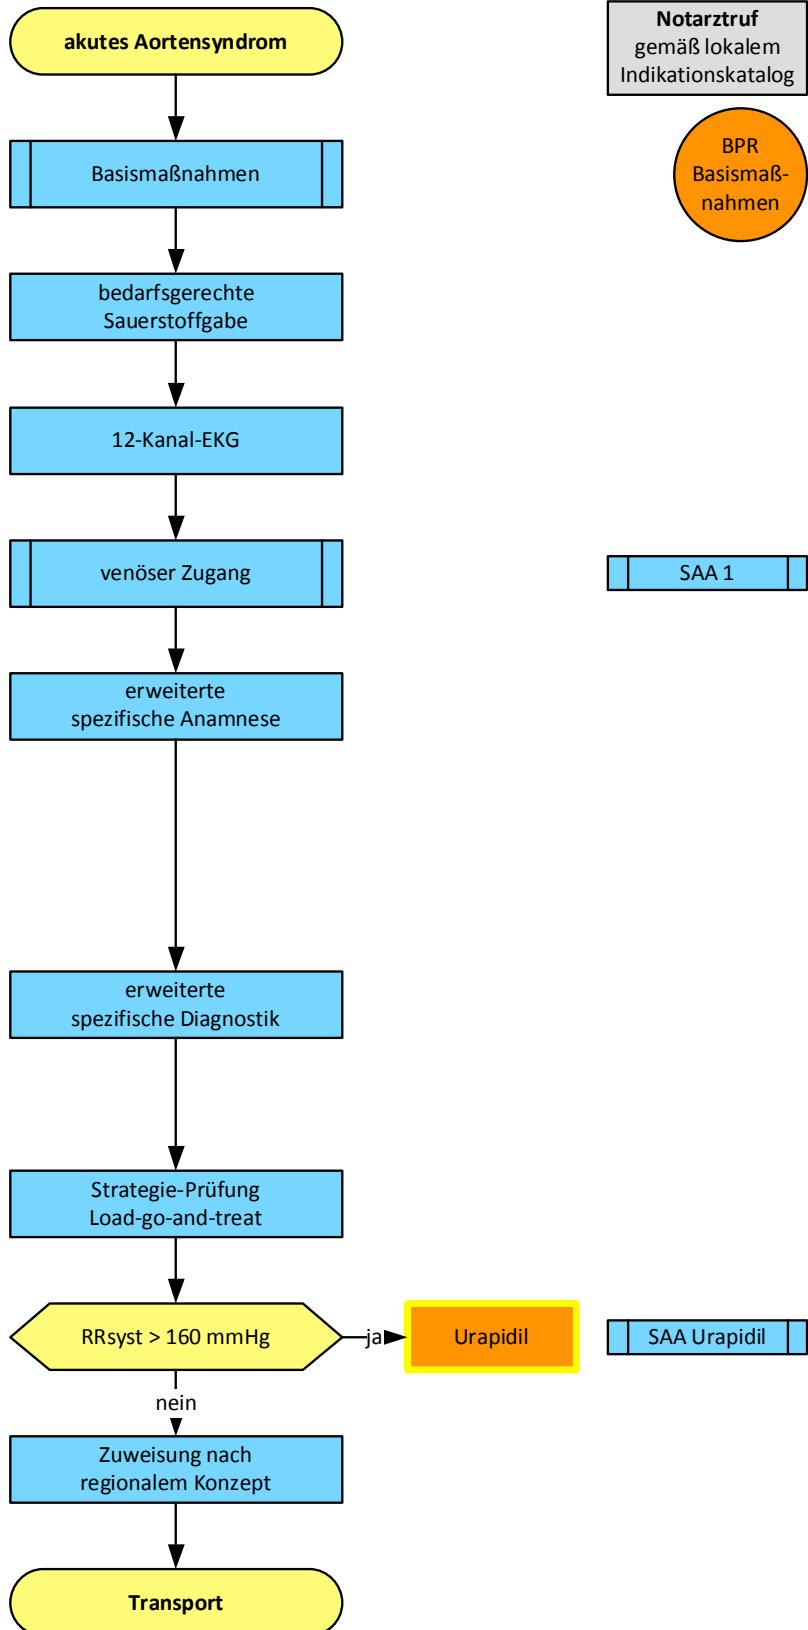 akutes Aortensyndrom
Notarztruf
gemäß lokalem
Indikationskatalog
Basismaßnahmen
BPR
Basismaß-
nahmen
bedarfsgerechte
Sauerstoffgabe
12-Kanal-EKG
venöser Zugang
SAA 1
erweiterte
spezifische Anamnese
erweiterte
spezifische Diagnostik
Strategie-Prüfung
Load-go-and-treat
RRsyst > 160 mmHg
ja
Urapidil
SAA Urapidil
nein
Zuweisung nach
regionalem Konzept
Transport